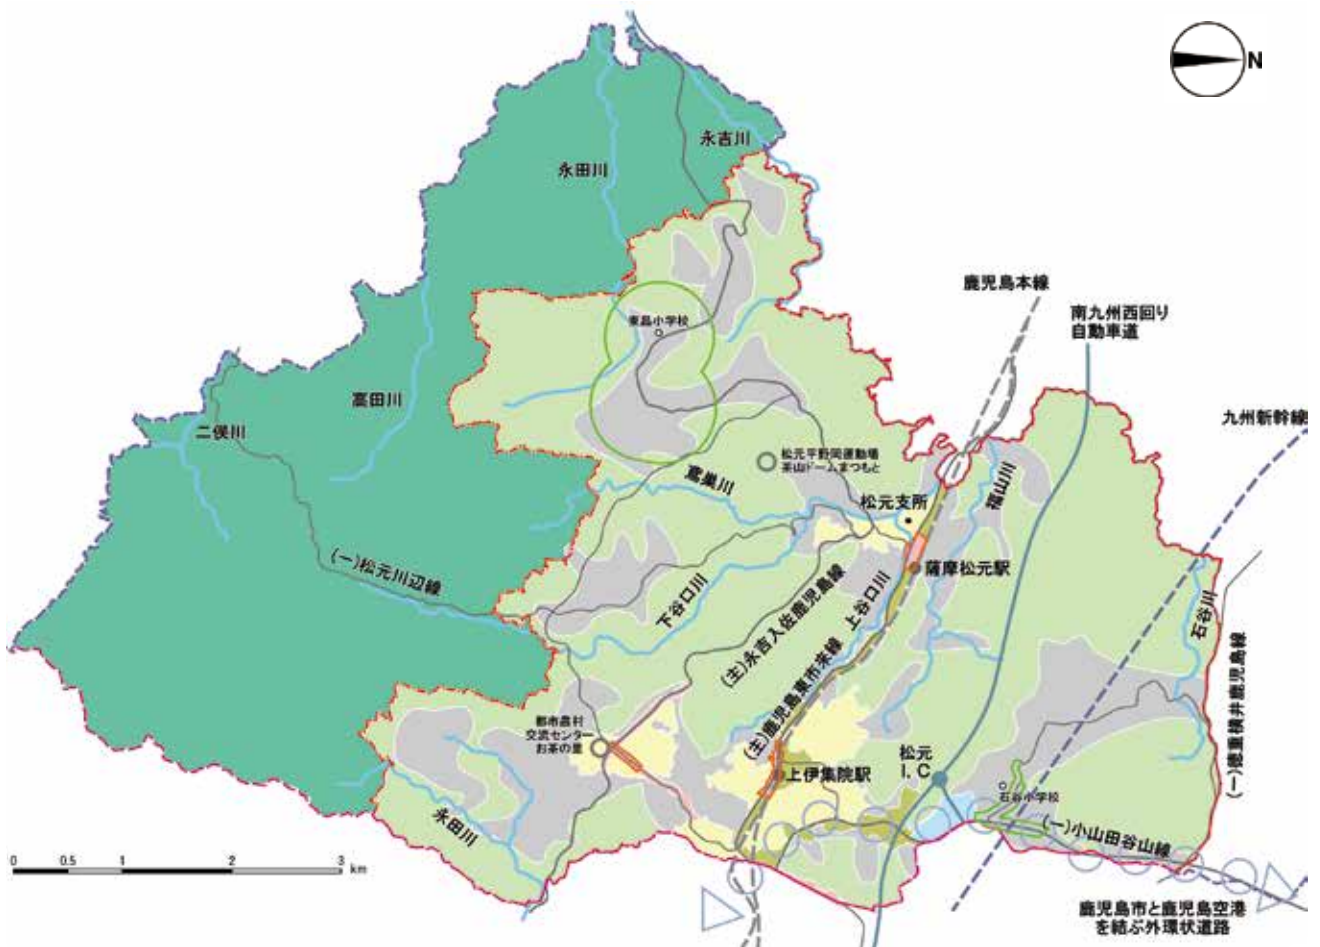 N
永吉川
永田川
鹿児島本線
南九州西回り
自動車道
東昌小学校
九州新幹線
高田川
二俣川
松元平野岡運動場
茶山ドームまつもと
鳶巣川
福山川
松元支所
薩摩松元駅
(一)松元川辺線
下谷口川
(主)永吉入佐鹿児島線
上谷口川
(主)鹿児島東市来線
石谷川
(一)徳重横井鹿児島線
都市農村
交流センター
お茶の里
上伊集院駅
松元
I.C
石谷小学校
(一)小山田谷山線
永田川
0 0.5 1 2 3
km
鹿児島市と鹿児島空港
を結ぶ外環状道路